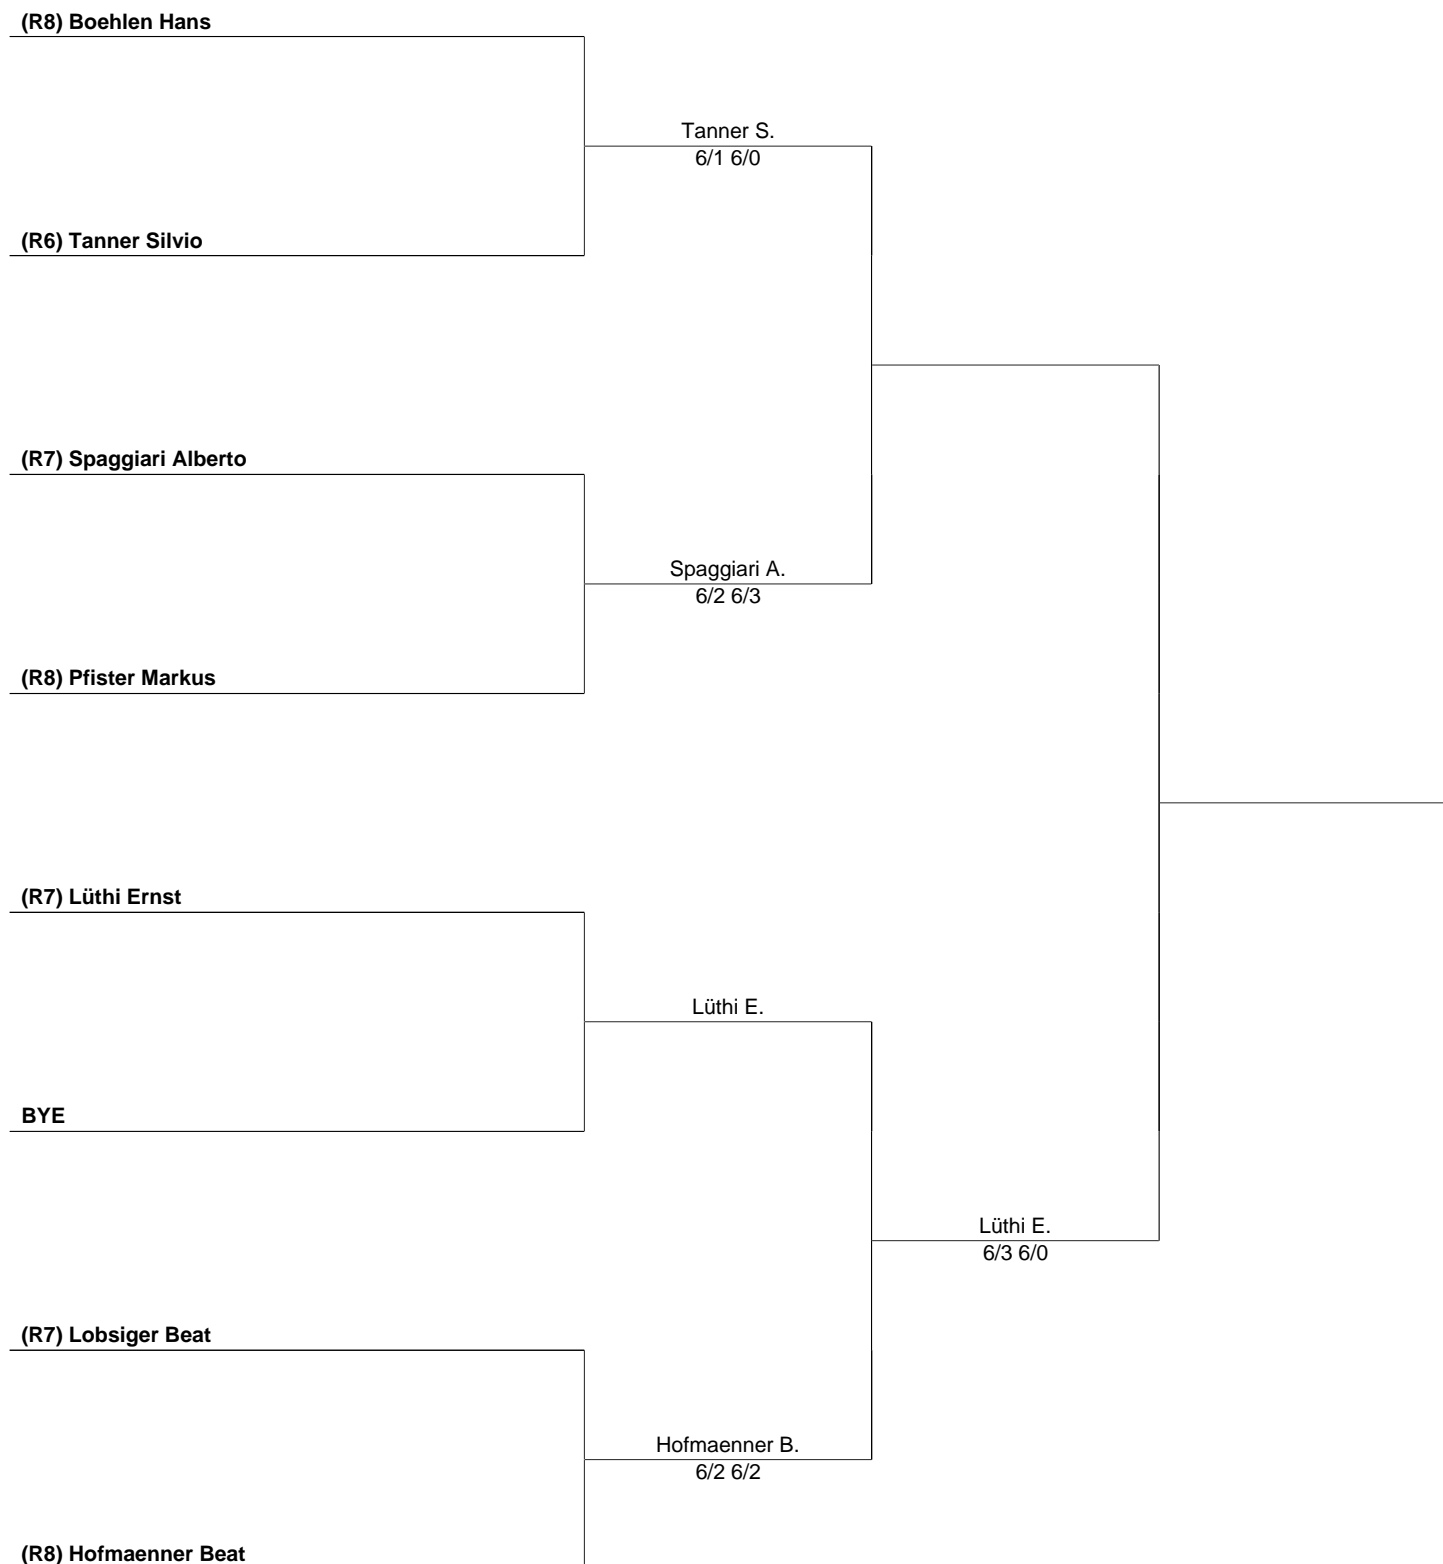 (R8) Boehlen Hans
Tanner S.
6/1 6/0
(R6) Tanner Silvio
(R7) Spaggiari Alberto
Spaggiari A.
6/2 6/3
(R8) Pfister Markus
(R7) Lüthi Ernst
Lüthi E.
BYE
Lüthi E.
6/3 6/0
(R7) Lobsiger Beat
Hofmaenner B.
6/2 6/2
(R8) Hofmaenner Beat